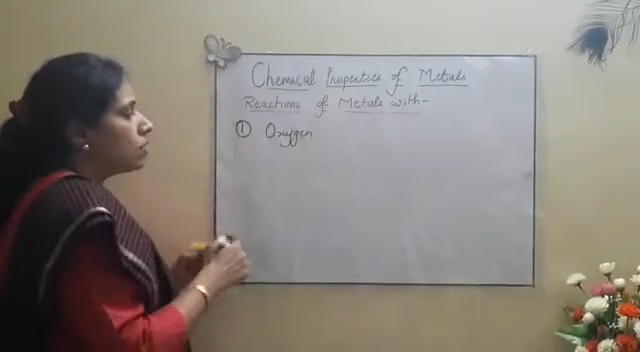 Chemical Properties of Metals
Reactions of Metals with-
① Oxygen